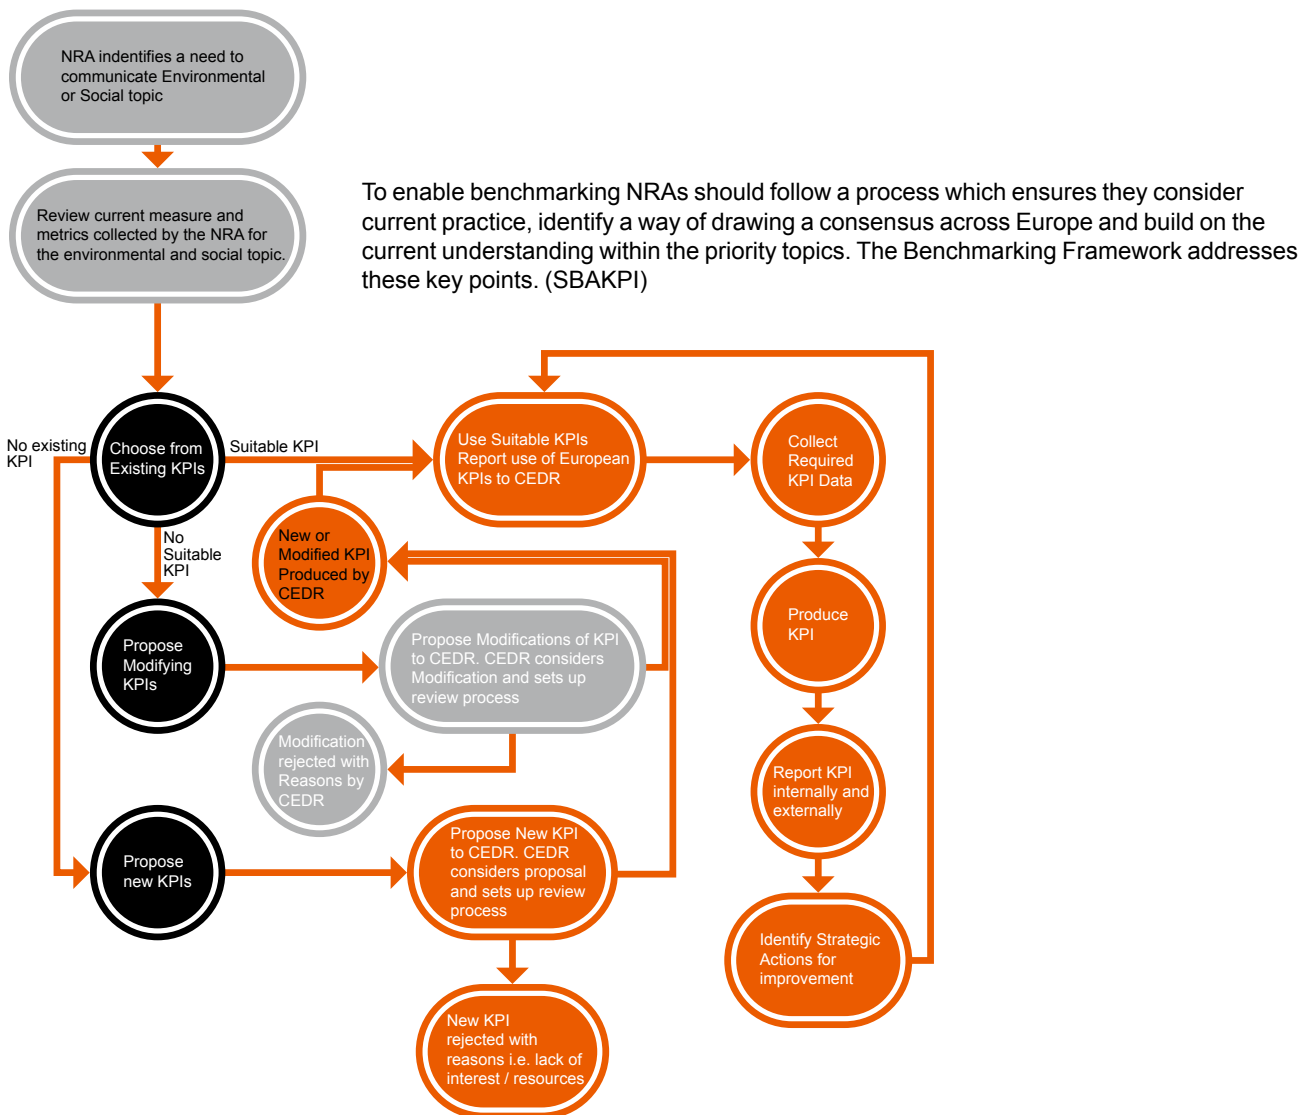 NRA indentifies a need to
communicate Environmental
or Social topic
Review current measure and
metrics collected by the NRA for
the environmental and social topic.
To enable benchmarking NRAs should follow a process which ensures they consider
current practice, identify a way of drawing a consensus across Europe and build on the
current understanding within the priority topics. The Benchmarking Framework addresses
these key points. (SBAKPI)
No existing
KPI
Choose from
Existing KPIs
Suitable KPI
Use Suitable KPIs
Report use of European
KPIs to CEDR
Collect
Required
KPI Data
No
Suitable
KPI
New or
Modified KPI
Produced by
CEDR
Produce
KPI
Propose
Modifying
KPIs
Propose Modifications of KPI
to CEDR. CEDR considers
Modification and sets up
review process
Modification
rejected with
Reasons by
CEDR
Report KPI
internally and
externally
Propose
new KPIs
Propose New KPI
to CEDR. CEDR
considers proposal
and sets up review
process
Identify Strategic
Actions for
improvement
New KPI
rejected with
reasons i.e. lack of
interest / resources